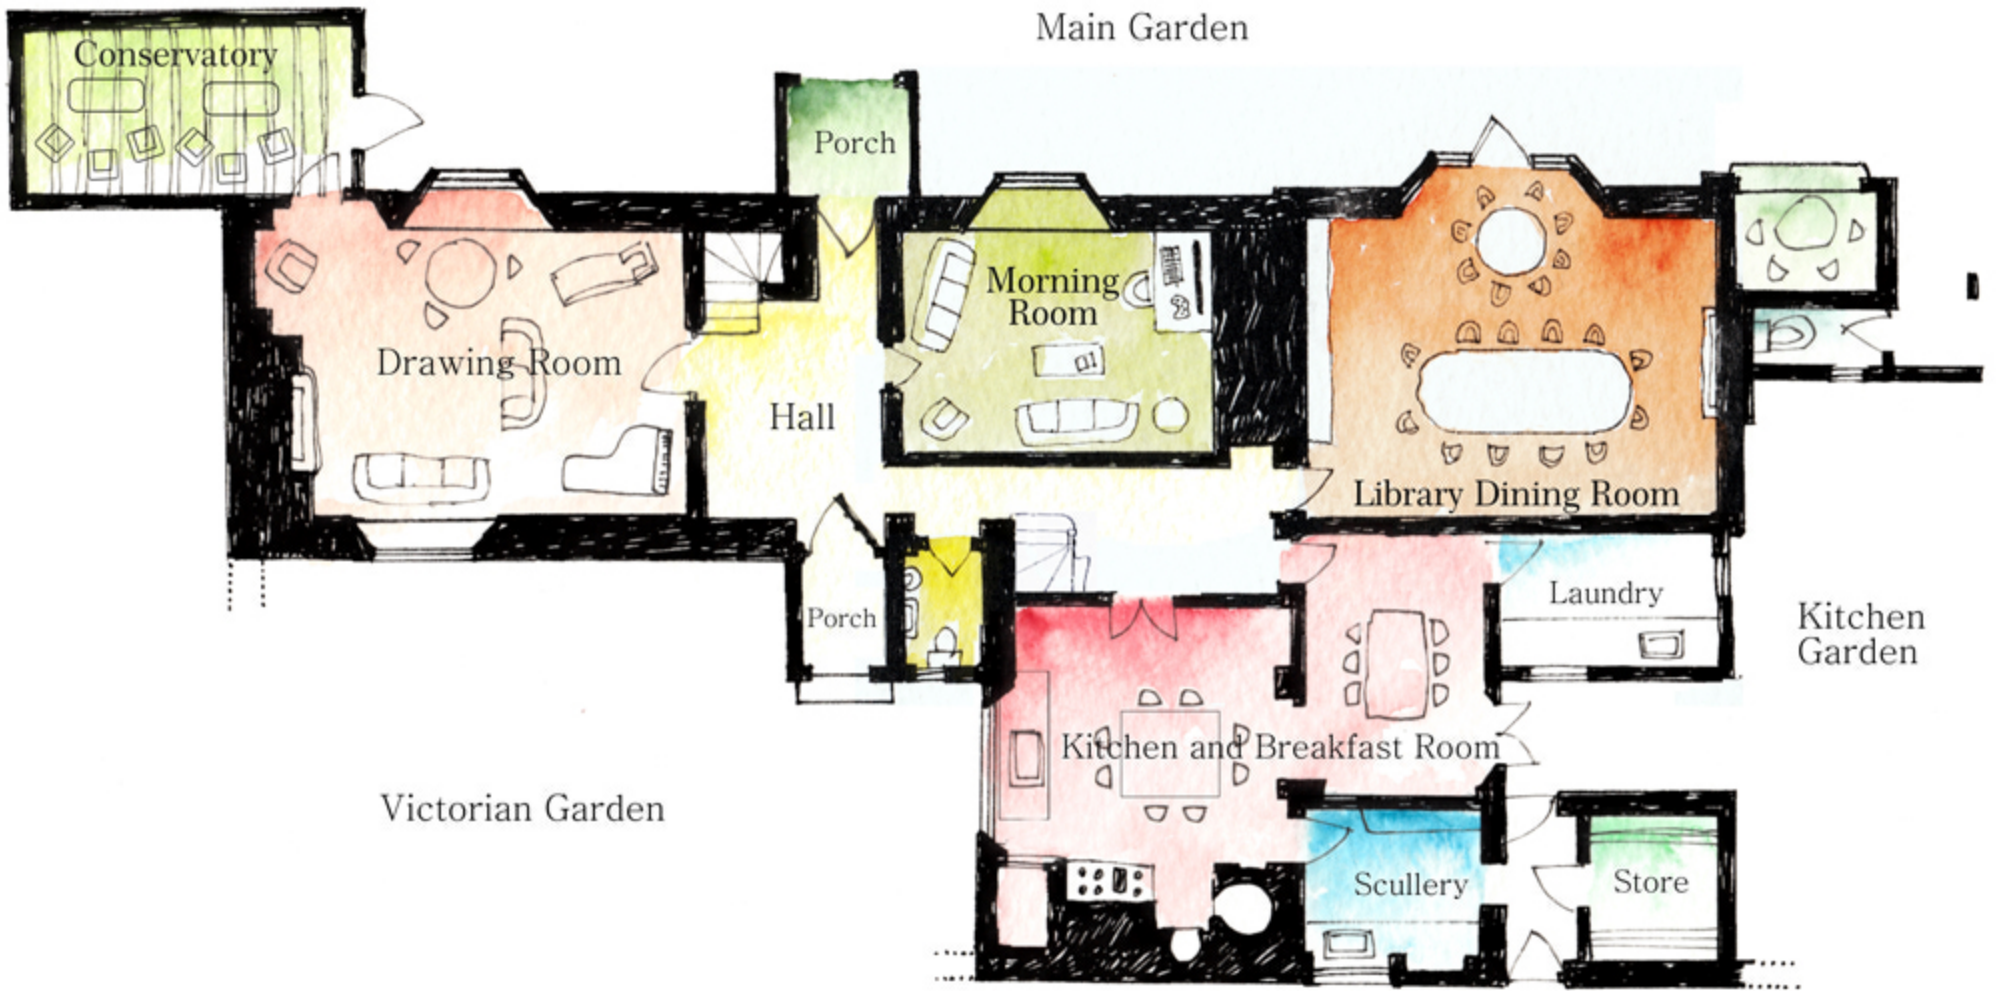 Main Garden
Conservatory
Porch
Morning
Room
Drawing Room
Hall
Library Dining Room
Laundry
Porch
Kitchen
Garden
Kitchen and Breakfast Room
Victorian Garden
Scullery
Store